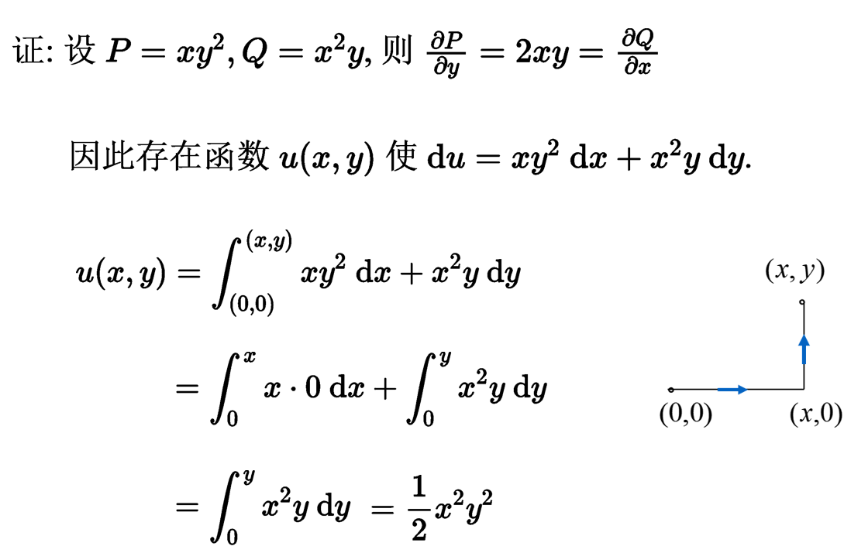 证: 设 P = xy², Q = x²y, 则 ∂P/∂y = 2xy = ∂Q/∂x
因此存在函数 u(x, y) 使 du = xy² dx + x²y dy.
u(x, y) = ∫_(0,0)^(x,y) xy² dx + x²y dy
= ∫_0^x x · 0 dx + ∫_0^y x²y dy
= ∫_0^y x²y dy = 1/2 x²y²
(x, y)
(0,0)
(x,0)